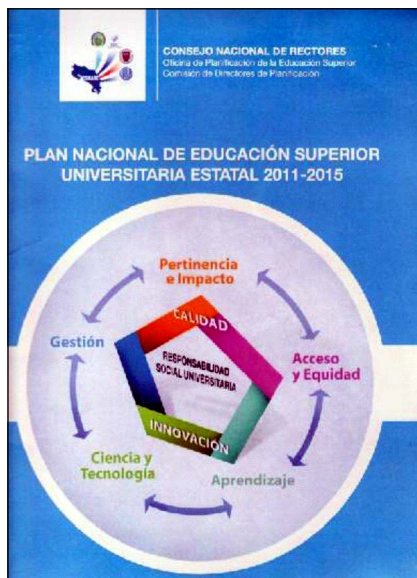 CONSEJO NACIONAL DE RECTORES
Oficina de Planificación de la Educación Superior
Comisión de Directores de Planificación
PLAN NACIONAL DE EDUCACIÓN SUPERIOR
UNIVERSITARIA ESTATAL 2011-2015
Pertinencia
e Impacto
Gestión
CALIDAD
RESPONSABILIDAD
SOCIAL UNIVERSITARIA
Acceso
y Equidad
INNOVACIÓN
Ciencia y
Tecnología
Aprendizaje